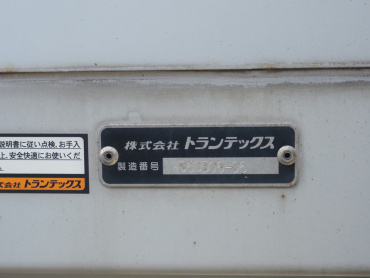 説明書に従い点検、お手入
上、安全快適にお使いくだ
会社 トランテックス
株式会社 トランテックス
製造番号